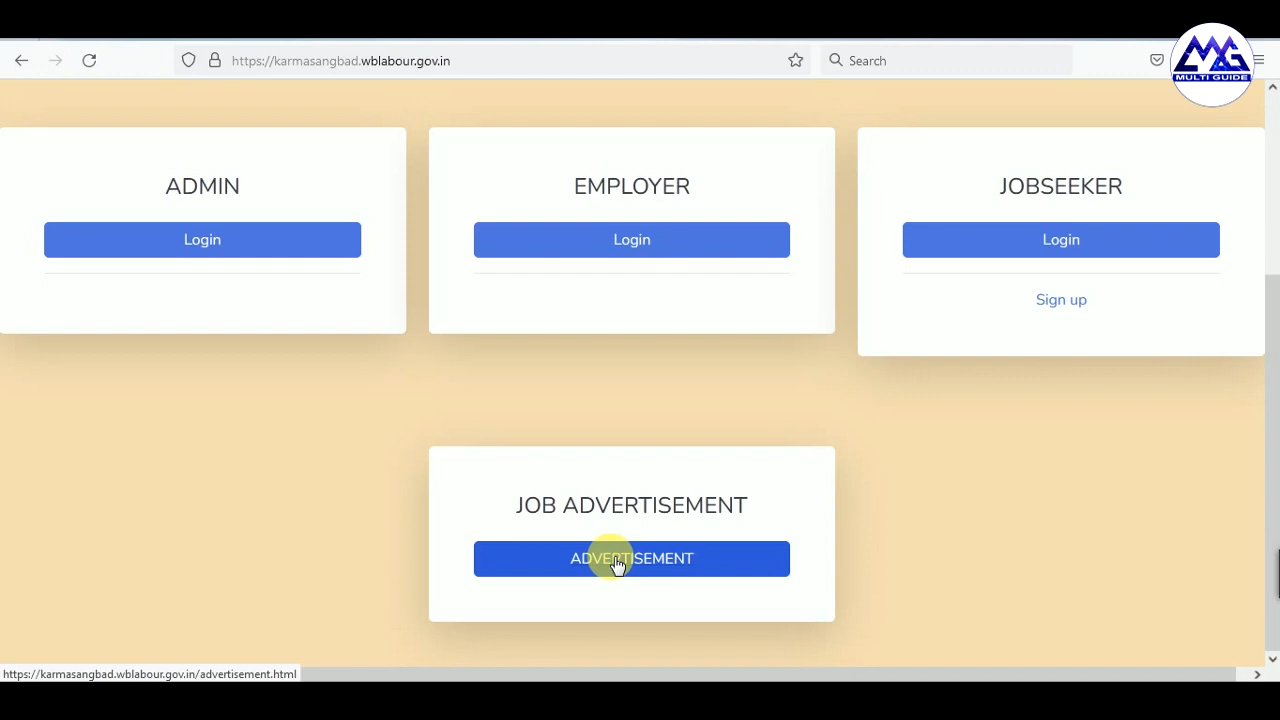 https://karmasangbad.wblabour.gov.in
Search
MG
MULTI GUIDE
ADMIN
EMPLOYER
JOBSEEKER
Login
Login
Login
Sign up
JOB ADVERTISEMENT
ADVERTISEMENT
https://karmasangbad.wblabour.gov.in/advertisement.html